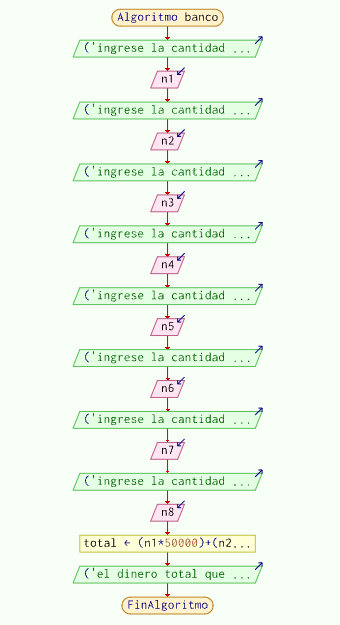 Algoritmo banco
('ingrese la cantidad ...
n1
('ingrese la cantidad ...
n2
('ingrese la cantidad ...
n3
('ingrese la cantidad ...
n4
('ingrese la cantidad ...
n5
('ingrese la cantidad ...
n6
('ingrese la cantidad ...
n7
('ingrese la cantidad ...
n8
total ← (n1*50000)+(n2...
('el dinero total que ...
FinAlgoritmo